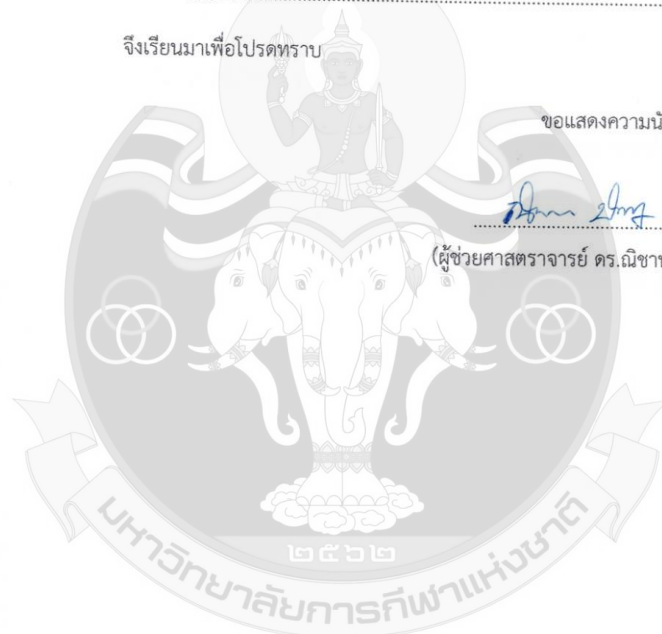 จึงเรียนมาเพื่อโปรดทราบ
ขอแสดงความนั
(ผู้ช่วยศาสตราจารย์ ดร.ณิชาน
๒๕๖๒
มหาวิทยาลัยการกีฬาแห่งชาติ